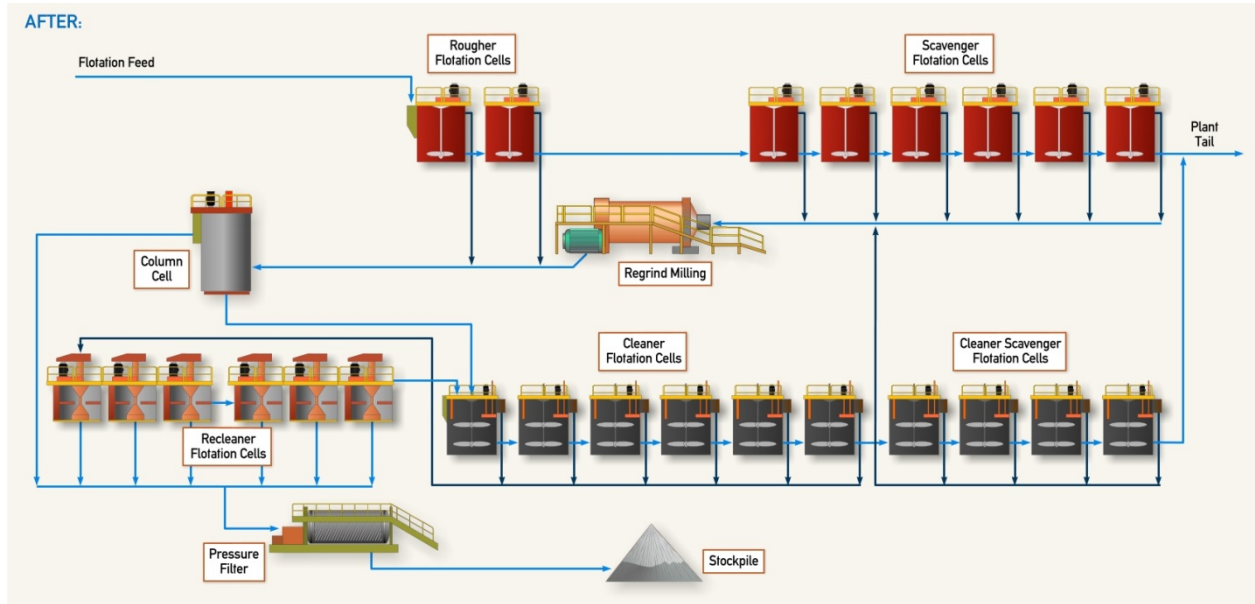 AFTER:
Flotation Feed
Rougher
Flotation Cells
Scavenger
Flotation Cells
Plant
Tail
Column
Cell
Regrind Milling
Cleaner
Flotation Cells
Cleaner Scavenger
Flotation Cells
Recleaner
Flotation Cells
Pressure
Filter
Stockpile